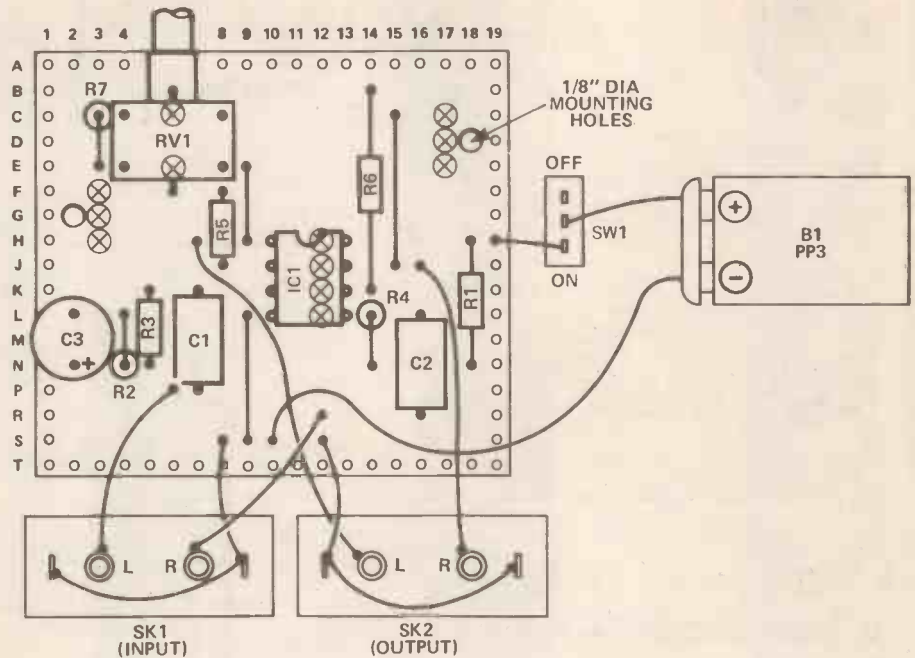 1 2 3 4 8 9 10 11 12 13 14 15 16 17 18 19
A
B
C
D
E
F
G
H
J
K
L
M
N
P
R
S
T
R7
RV1
1/8" DIA
MOUNTING
HOLES
R6
R5
OFF
SW1
ON
+
−
B1
PP3
IC1
R4
R1
R3
C1
C3
+
R2
C2
L R
L R
SK1
(INPUT)
SK2
(OUTPUT)